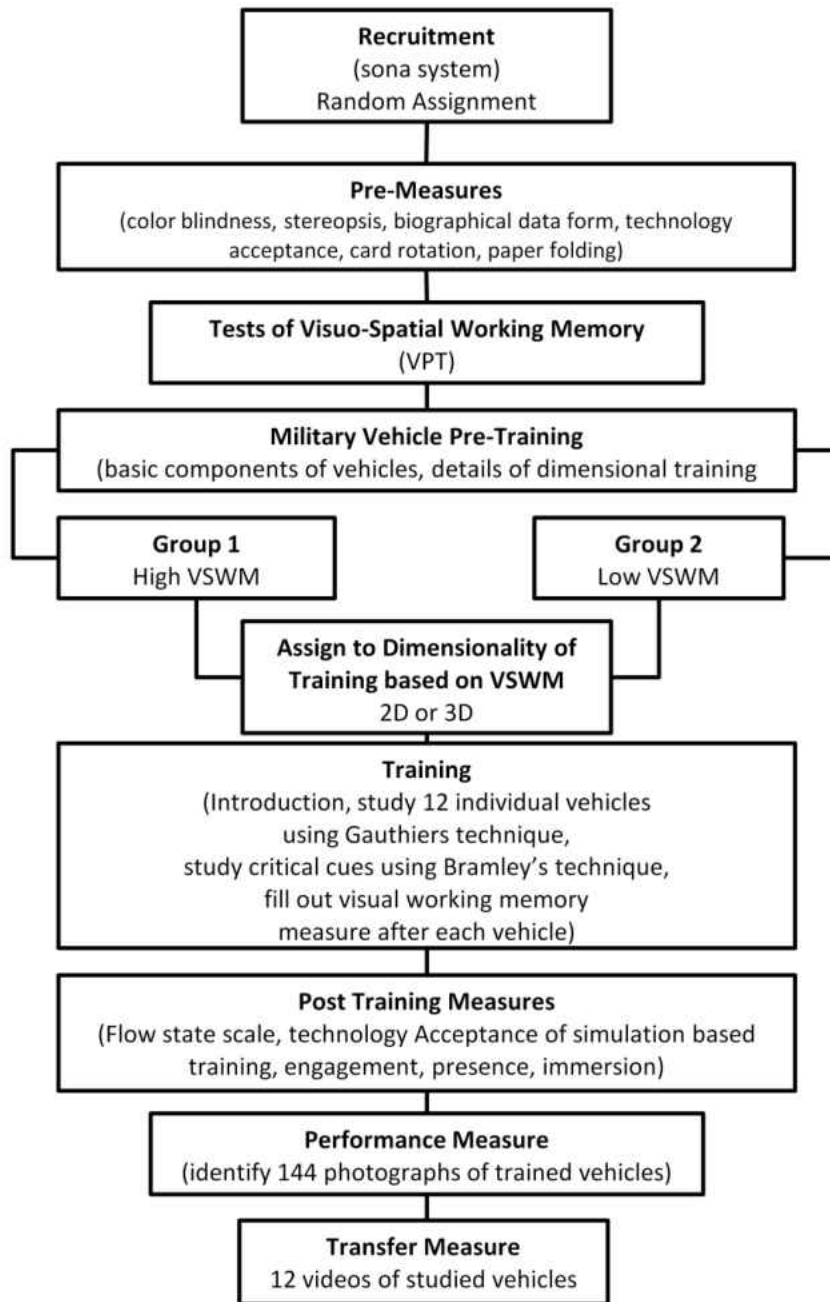 Recruitment
(sona system)
Random Assignment
Pre-Measures
(color blindness, stereopsis, biographical data form, technology
acceptance, card rotation, paper folding)
Tests of Visuo-Spatial Working Memory
(VPT)
Military Vehicle Pre-Training
(basic components of vehicles, details of dimensional training
Group 1
High VSWM
Group 2
Low VSWM
Assign to Dimensionality of
Training based on VSWM
2D or 3D
Training
(Introduction, study 12 individual vehicles
using Gauthiers technique,
study critical cues using Bramley’s technique,
fill out visual working memory
measure after each vehicle)
Post Training Measures
(Flow state scale, technology Acceptance of simulation based
training, engagement, presence, immersion)
Performance Measure
(identify 144 photographs of trained vehicles)
Transfer Measure
12 videos of studied vehicles